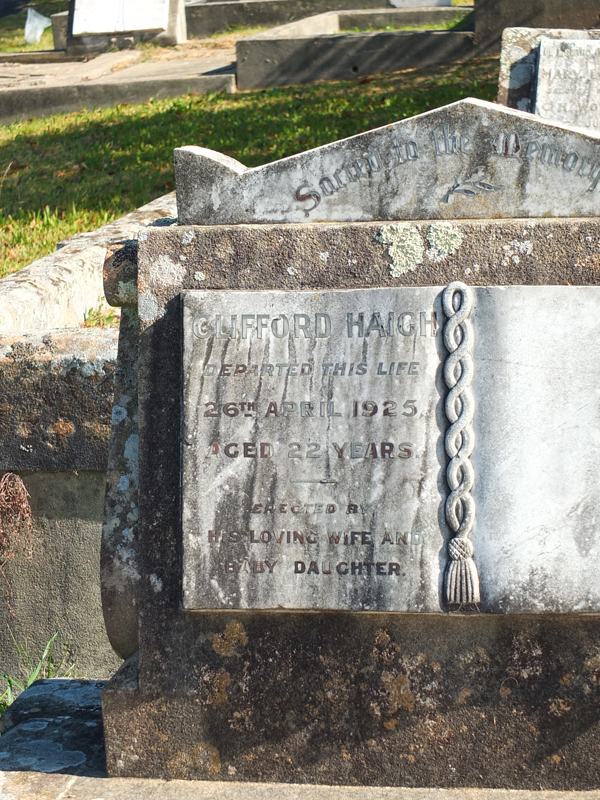 Sacred to the Memory
CLIFFORD HAIGH
DEPARTED THIS LIFE
26TH APRIL 1925
AGED 22 YEARS
ERECTED BY
HIS LOVING WIFE AND
BABY DAUGHTER.
MARY